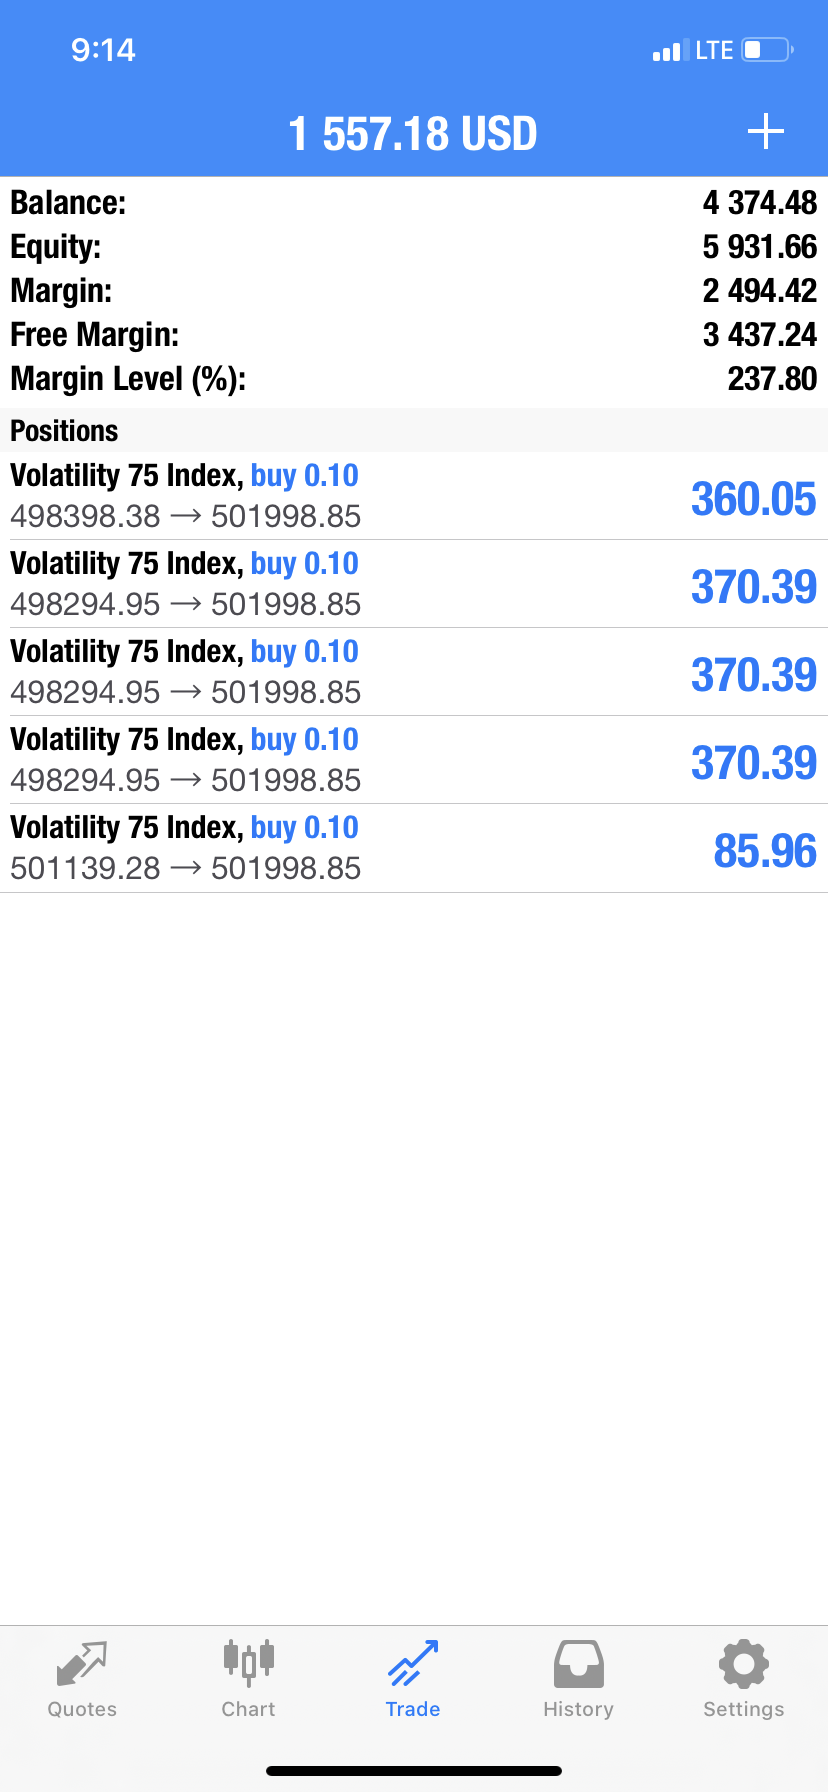 9:14 LTE
1 557.18 USD +
Balance: 4 374.48
Equity: 5 931.66
Margin: 2 494.42
Free Margin: 3 437.24
Margin Level (%): 237.80
Positions
Volatility 75 Index, buy 0.10
498398.38 → 501998.85 360.05
Volatility 75 Index, buy 0.10
498294.95 → 501998.85 370.39
Volatility 75 Index, buy 0.10
498294.95 → 501998.85 370.39
Volatility 75 Index, buy 0.10
498294.95 → 501998.85 370.39
Volatility 75 Index, buy 0.10
501139.28 → 501998.85 85.96
Quotes Chart Trade History Settings